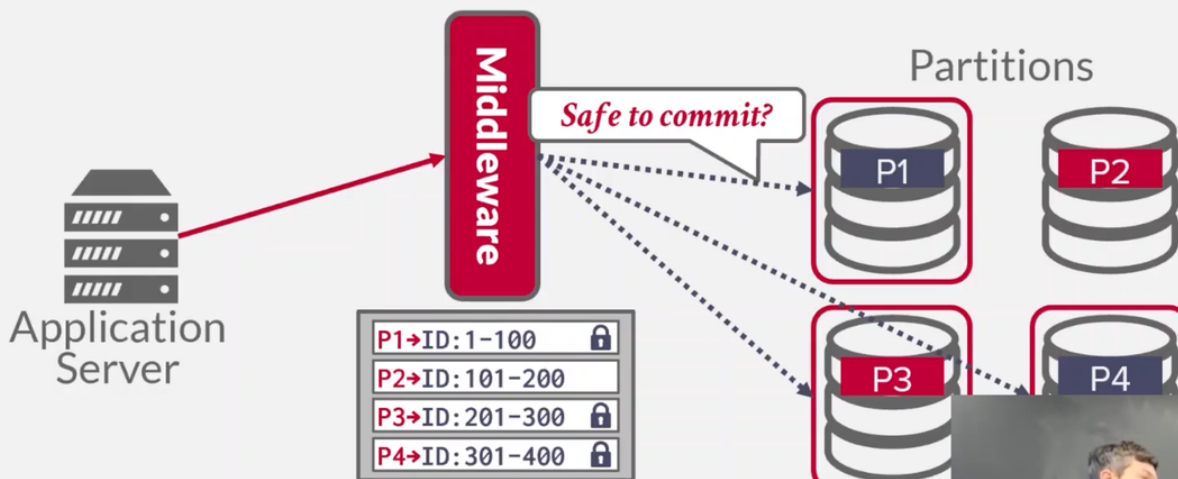 Middleware
Safe to commit?
Partitions
P1
P2
Application
Server
P1→ID:1-100
P2→ID:101-200
P3→ID:201-300
P4→ID:301-400
P3
P4